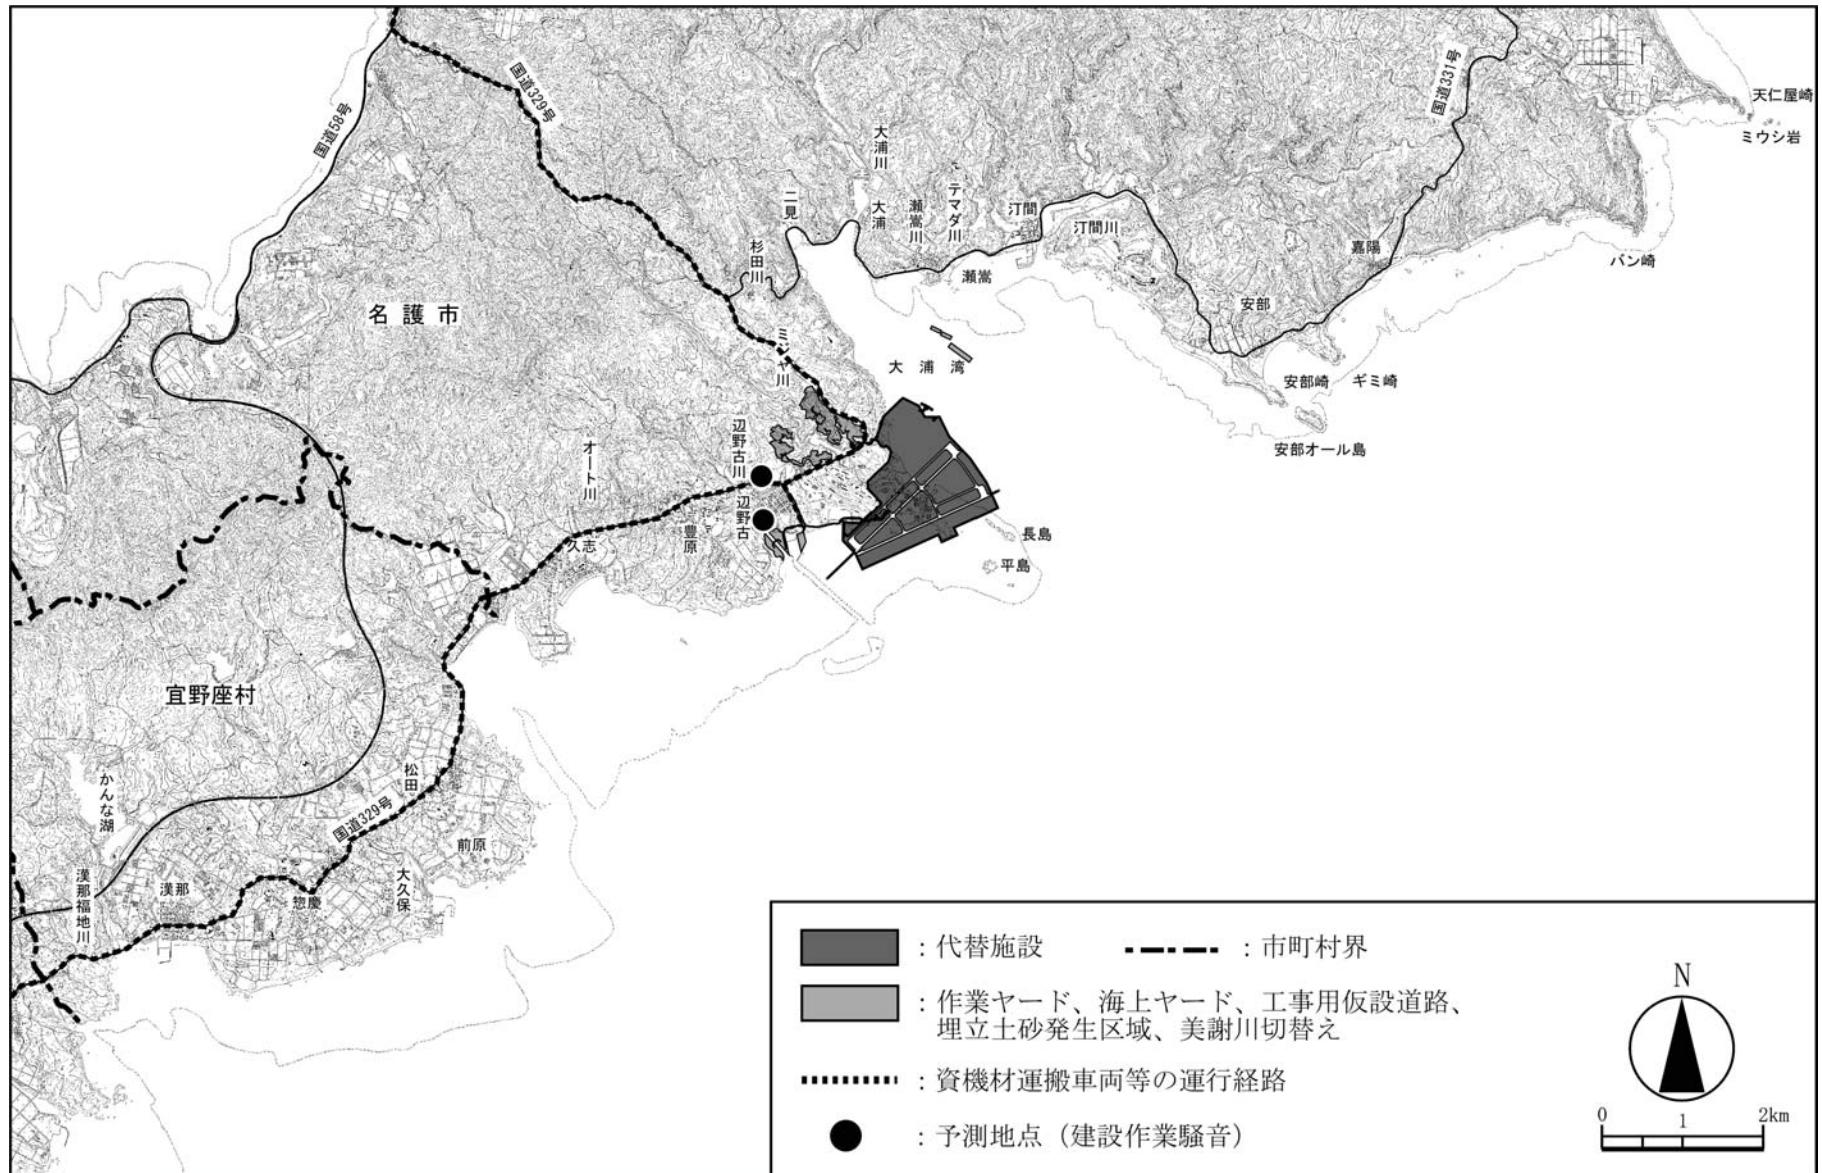 天仁屋崎
ミウシ岩
国道331号
国道329号
国道58号
大浦川
二見
大浦
瀬嵩川
テマダ川
汀間
汀間川
嘉陽
バン崎
杉田川
瀬嵩
安部
名護市
ミジャ川
大浦湾
安部崎
ギミ崎
安部オール島
辺野古川
オート川
辺野古
豊原
久志
長島
平島
宜野座村
かんな湖
松田
国道329号
前原
大久保
漢那
惣慶
漢那福地川
:代替施設
:市町村界
:作業ヤード、海上ヤード、工事用仮設道路、
埋立土砂発生区域、美謝川切替え
:資機材運搬車両等の運行経路
:予測地点（建設作業騒音）
N
0 1 2km